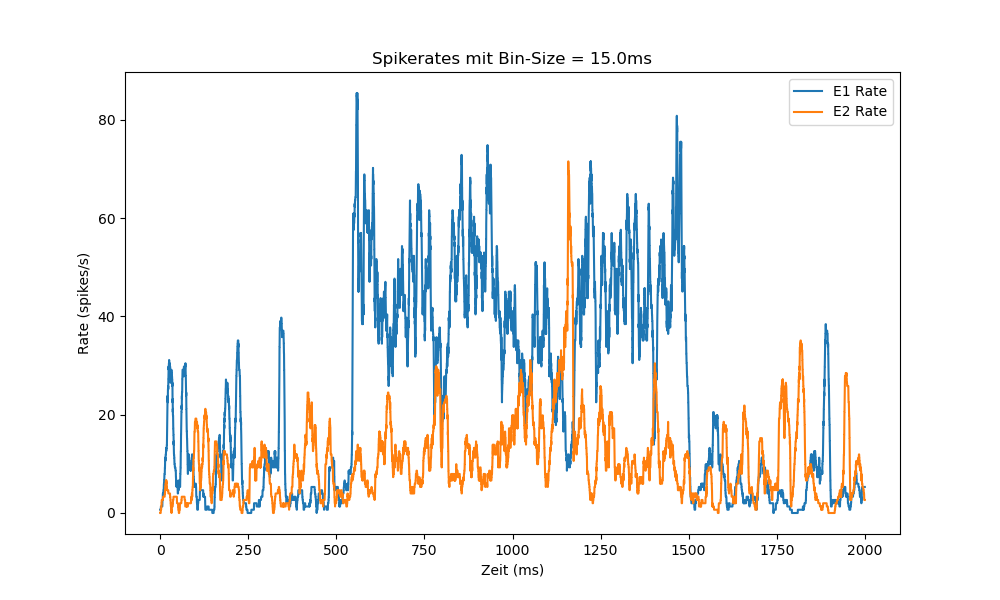 Spikerates mit Bin-Size = 15.0ms
E1 Rate
E2 Rate
80
60
40
20
0
Rate (spikes/s)
0 250 500 750 1000 1250 1500 1750 2000
Zeit (ms)